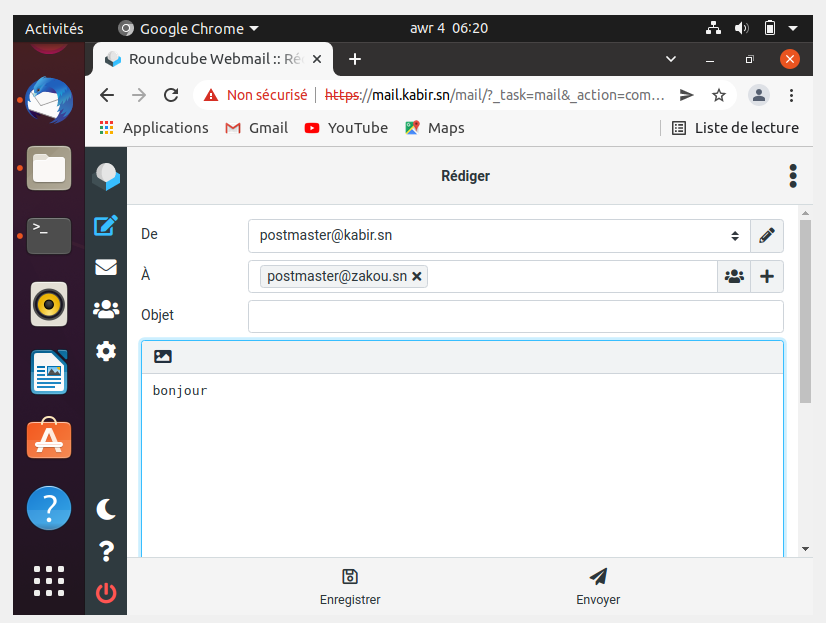 Activités Google Chrome awr 4 06:20
Roundcube Webmail :: Ré
Non sécurisé https://mail.kabir.sn/mail/?_task=mail&_action=com...
Applications Gmail YouTube Maps Liste de lecture
Rédiger
De postmaster@kabir.sn
À postmaster@zakou.sn
Objet
bonjour
Enregistrer Envoyer